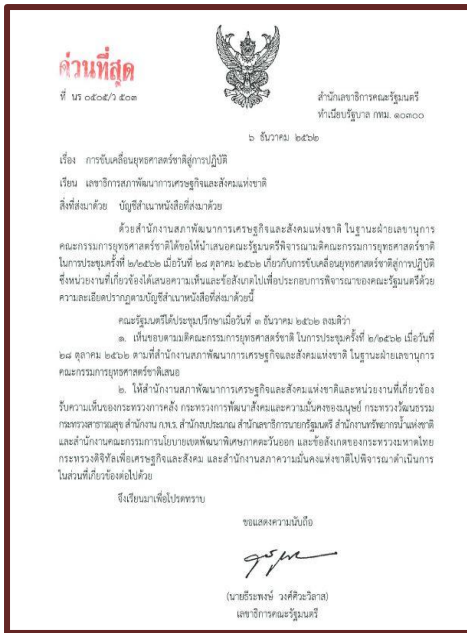 ด่วนที่สุด
ที่ นร ๐๕๐๕/ว ๕๐๓
สำนักเลขาธิการคณะรัฐมนตรี
ทำเนียบรัฐบาล กทม. ๑๐๓๐๐
๖ ธันวาคม ๒๕๖๒
เรื่อง การขับเคลื่อนยุทธศาสตร์ชาติสู่การปฏิบัติ
เรียน เลขาธิการสภาพัฒนาการเศรษฐกิจและสังคมแห่งชาติ
สิ่งที่ส่งมาด้วย บัญชีสำเนาหนังสือที่ส่งมาด้วย
ด้วยสำนักงานสภาพัฒนาการเศรษฐกิจและสังคมแห่งชาติ ในฐานะฝ่ายเลขานุการ
คณะกรรมการยุทธศาสตร์ชาติได้ขอให้นำเสนอคณะรัฐมนตรีพิจารณามติคณะกรรมการยุทธศาสตร์ชาติ
ในการประชุมครั้งที่ ๒/๒๕๖๒ เมื่อวันที่ ๒๘ ตุลาคม ๒๕๖๒ เกี่ยวกับการขับเคลื่อนยุทธศาสตร์ชาติสู่การปฏิบัติ
ซึ่งหน่วยงานที่เกี่ยวข้องได้เสนอความเห็นและข้อสังเกตไปเพื่อประกอบการพิจารณาของคณะรัฐมนตรีด้วย
ความละเอียดปรากฏตามบัญชีสำเนาหนังสือที่ส่งมาด้วยนี้
คณะรัฐมนตรีได้ประชุมปรึกษาเมื่อวันที่ ๓ ธันวาคม ๒๕๖๒ ลงมติว่า
๑. เห็นชอบตามมติคณะกรรมการยุทธศาสตร์ชาติ ในการประชุมครั้งที่ ๒/๒๕๖๒ เมื่อวันที่
๒๘ ตุลาคม ๒๕๖๒ ตามที่สำนักงานสภาพัฒนาการเศรษฐกิจและสังคมแห่งชาติ ในฐานะฝ่ายเลขานุการ
คณะกรรมการยุทธศาสตร์ชาติเสนอ
๒. ให้สำนักงานสภาพัฒนาการเศรษฐกิจและสังคมแห่งชาติและหน่วยงานที่เกี่ยวข้อง
รับความเห็นของกระทรวงการคลัง กระทรวงการพัฒนาสังคมและความมั่นคงของมนุษย์ กระทรวงวัฒนธรรม
กระทรวงสาธารณสุข สำนักงาน ก.พ.ร. สำนักงบประมาณ สำนักเลขาธิการนายกรัฐมนตรี สำนักงานทรัพยากรน้ำแห่งชาติ
และสำนักงานคณะกรรมการนโยบายเขตพัฒนาพิเศษภาคตะวันออก และข้อสังเกตของกระทรวงมหาดไทย
กระทรวงดิจิทัลเพื่อเศรษฐกิจและสังคม และสำนักงานสภาความมั่นคงแห่งชาติไปพิจารณาดำเนินการ
ในส่วนที่เกี่ยวข้องต่อไปด้วย
จึงเรียนมาเพื่อโปรดทราบ
ขอแสดงความนับถือ
(นายธีระพงษ์ วงศ์ศิวะวิลาส)
เลขาธิการคณะรัฐมนตรี